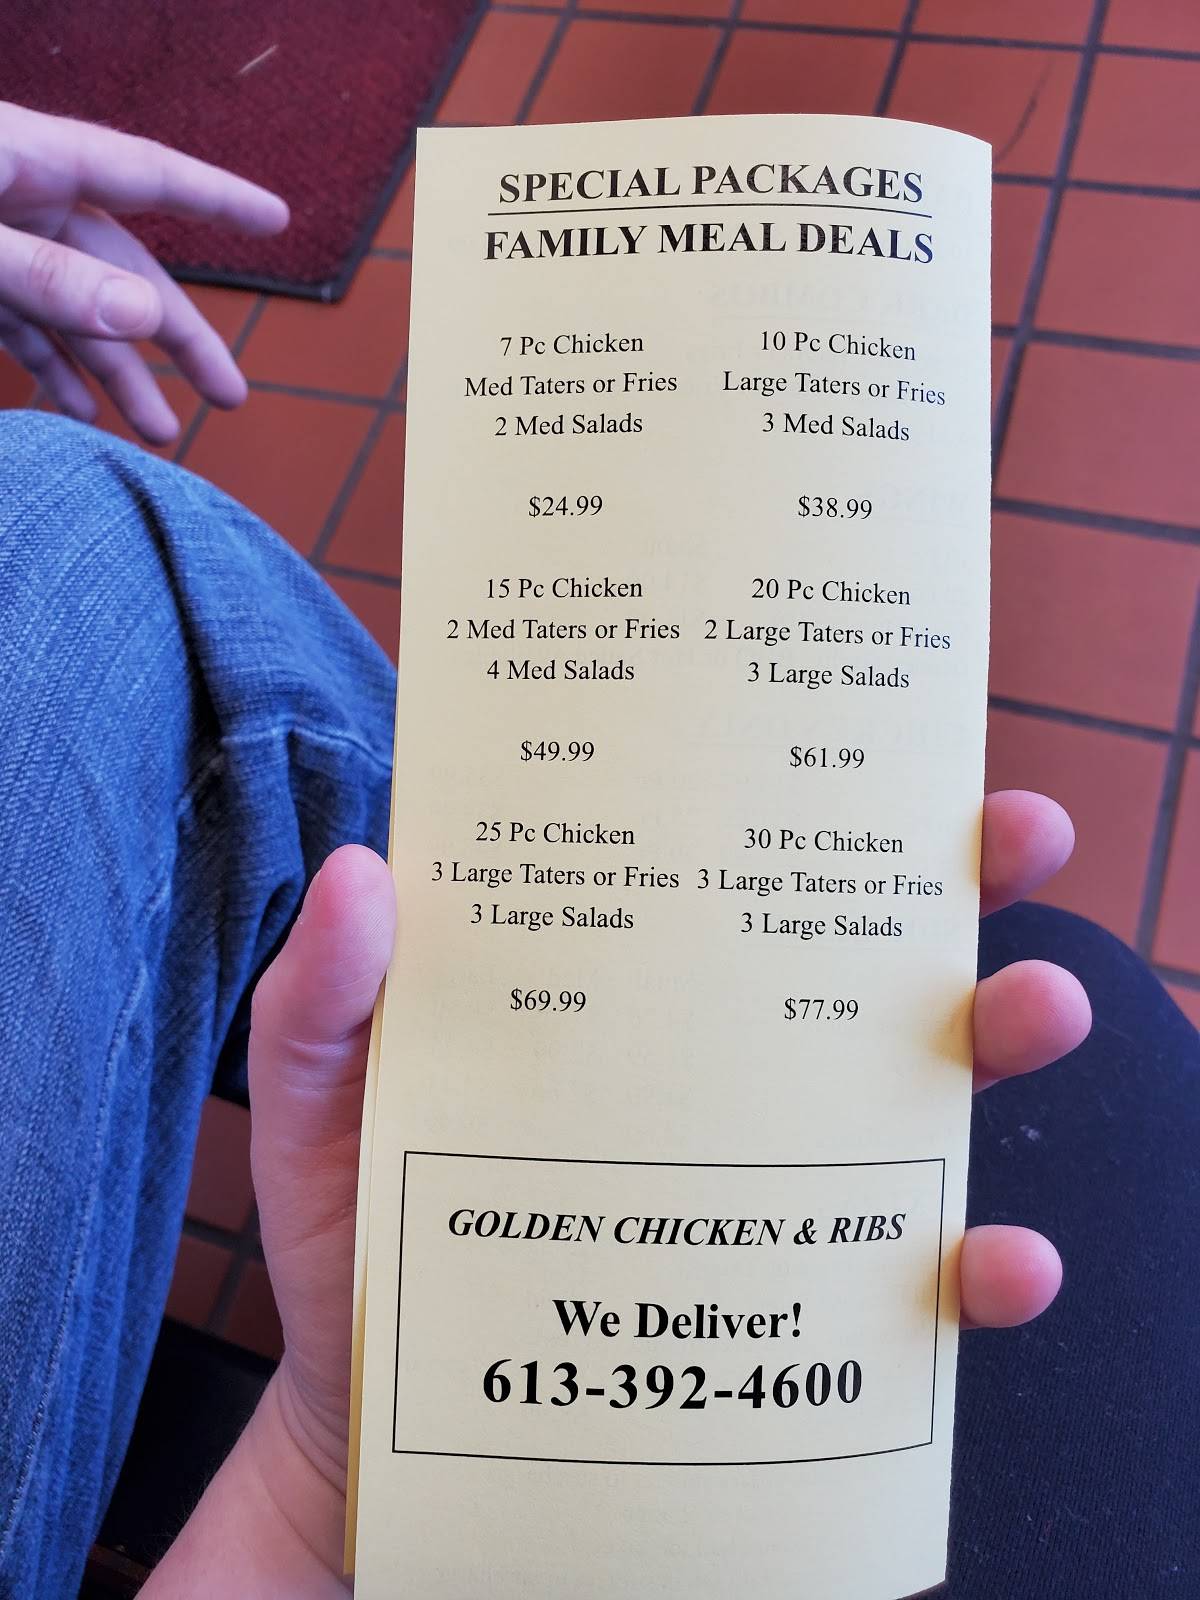 SPECIAL PACKAGES
FAMILY MEAL DEALS
7 Pc Chicken
Med Taters or Fries
2 Med Salads
$24.99
10 Pc Chicken
Large Taters or Fries
3 Med Salads
$38.99
15 Pc Chicken
2 Med Taters or Fries
4 Med Salads
$49.99
20 Pc Chicken
2 Large Taters or Fries
3 Large Salads
$61.99
25 Pc Chicken
3 Large Taters or Fries
3 Large Salads
$69.99
30 Pc Chicken
3 Large Taters or Fries
3 Large Salads
$77.99
GOLDEN CHICKEN & RIBS
We Deliver!
613-392-4600